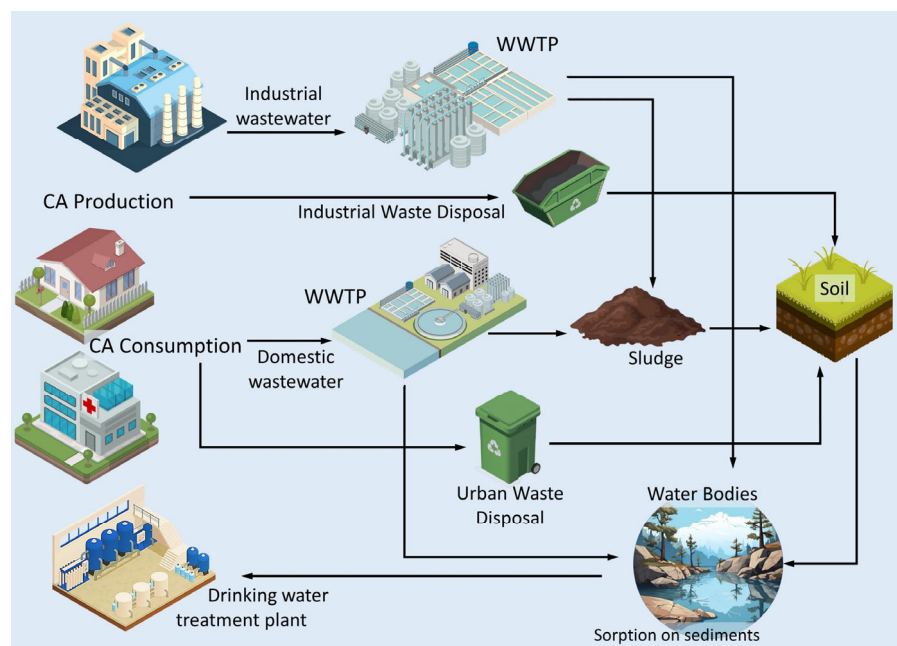 WWTP
Industrial
wastewater
CA Production
Industrial Waste Disposal
WWTP
Soil
CA Consumption
Domestic
wastewater
Sludge
Urban Waste
Disposal
Water Bodies
Drinking water
treatment plant
Sorption on sediments